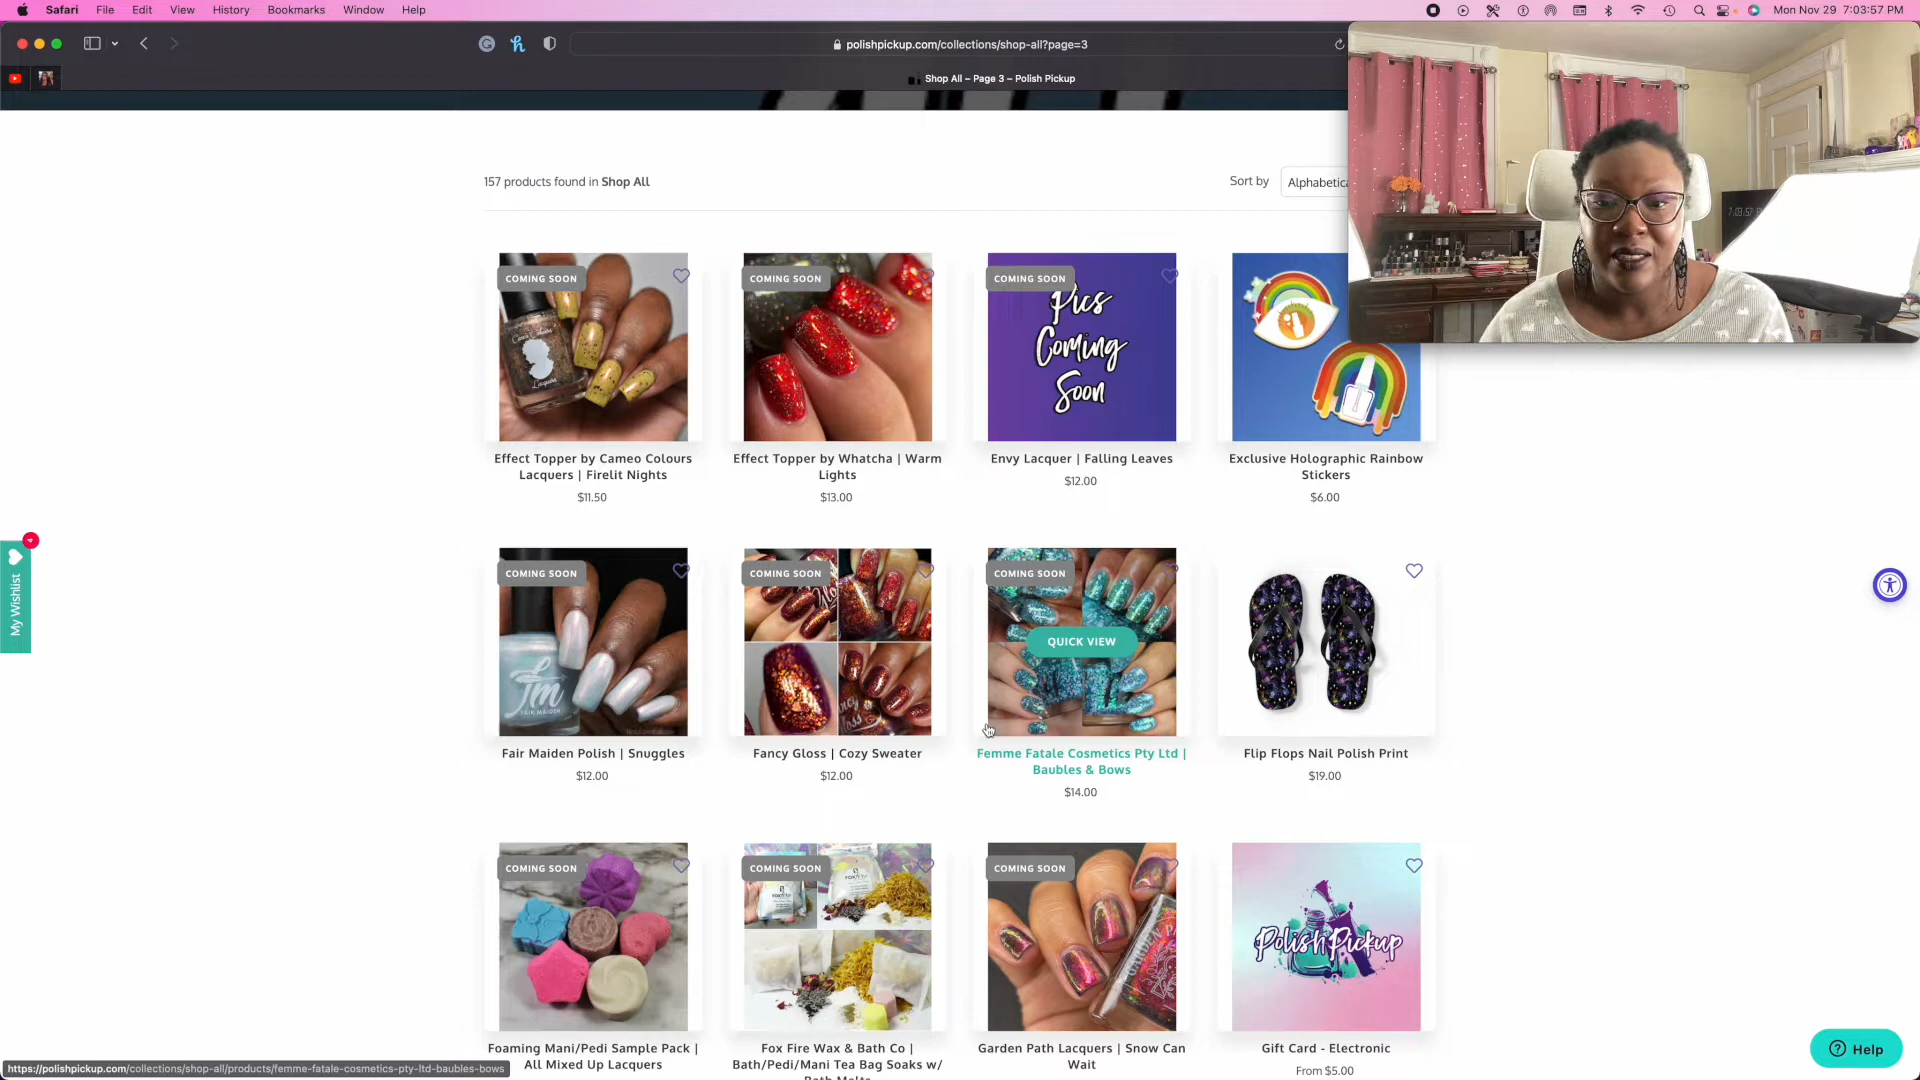 Safari File Edit View History Bookmarks Window Help
Mon Nov 29 7:03:57 PM
polishpickup.com/collections/shop-all?page=3
Shop All – Page 3 – Polish Pickup
157 products found in Shop All
Sort by
Alphabetica
COMING SOON
COMING SOON
COMING SOON
Pics
Coming
Soon
Effect Topper by Cameo Colours
Lacquers | Firelit Nights
$11.50
Effect Topper by Whatcha | Warm
Lights
$13.00
Envy Lacquer | Falling Leaves
$12.00
Exclusive Holographic Rainbow
Stickers
$6.00
My Wishlist
COMING SOON
fm
FAIR MAIDEN
COMING SOON
COMING SOON
QUICK VIEW
Fair Maiden Polish | Snuggles
$12.00
Fancy Gloss | Cozy Sweater
$12.00
Femme Fatale Cosmetics Pty Ltd |
Baubles & Bows
$14.00
Flip Flops Nail Polish Print
$19.00
COMING SOON
COMING SOON
COMING SOON
PolishPickup
Foaming Mani/Pedi Sample Pack |
All Mixed Up Lacquers
Fox Fire Wax & Bath Co |
Bath/Pedi/Mani Tea Bag Soaks w/
Bath Melts
Garden Path Lacquers | Snow Can
Wait
Gift Card - Electronic
From $5.00
Help
https://polishpickup.com/collections/shop-all/products/femme-fatale-cosmetics-pty-ltd-baubles-bows